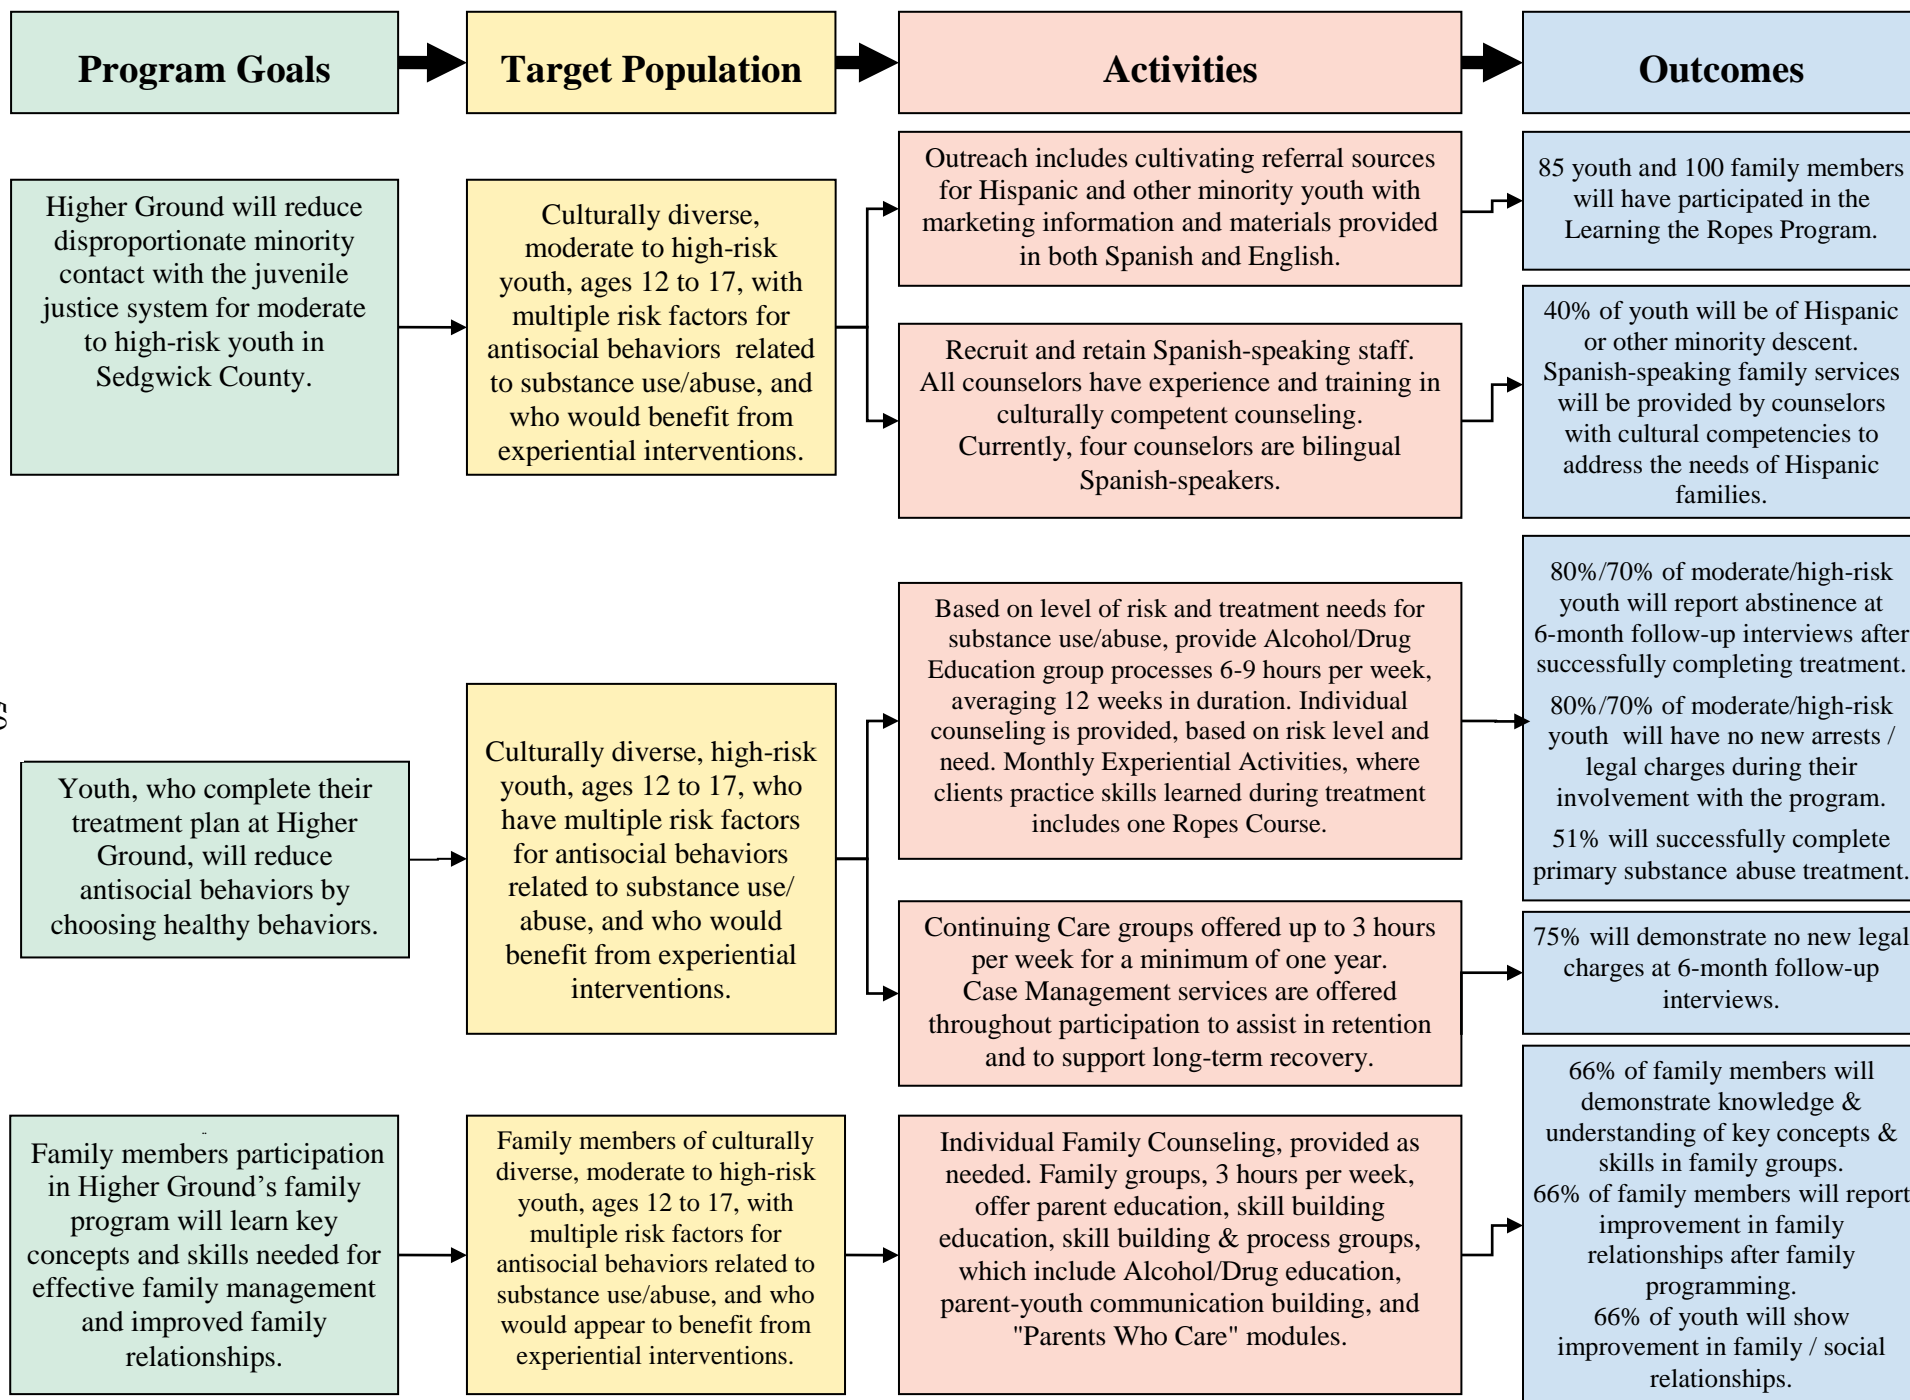 Program Goals
Target Population
Activities
Outcomes
Higher Ground will reduce
disproportionate minority
contact with the juvenile
justice system for moderate
to high-risk youth in
Sedgwick County.
Culturally diverse,
moderate to high-risk
youth, ages 12 to 17, with
multiple risk factors for
antisocial behaviors related
to substance use/abuse, and
who would benefit from
experiential interventions.
Outreach includes cultivating referral sources
for Hispanic and other minority youth with
marketing information and materials provided
in both Spanish and English.
85 youth and 100 family members
will have participated in the
Learning the Ropes Program.
Recruit and retain Spanish-speaking staff.
All counselors have experience and training in
culturally competent counseling.
Currently, four counselors are bilingual
Spanish-speakers.
40% of youth will be of Hispanic
or other minority descent.
Spanish-speaking family services
will be provided by counselors
with cultural competencies to
address the needs of Hispanic
families.
Youth, who complete their
treatment plan at Higher
Ground, will reduce
antisocial behaviors by
choosing healthy behaviors.
Culturally diverse, high-risk
youth, ages 12 to 17, who
have multiple risk factors
for antisocial behaviors
related to substance use/
abuse, and who would
benefit from experiential
interventions.
Based on level of risk and treatment needs for
substance use/abuse, provide Alcohol/Drug
Education group processes 6-9 hours per week,
averaging 12 weeks in duration. Individual
counseling is provided, based on risk level and
need. Monthly Experiential Activities, where
clients practice skills learned during treatment
includes one Ropes Course.
80%/70% of moderate/high-risk
youth will report abstinence at
6-month follow-up interviews after
successfully completing treatment.
80%/70% of moderate/high-risk
youth will have no new arrests /
legal charges during their
involvement with the program.
51% will successfully complete
primary substance abuse treatment.
Continuing Care groups offered up to 3 hours
per week for a minimum of one year.
Case Management services are offered
throughout participation to assist in retention
and to support long-term recovery.
75% will demonstrate no new legal
charges at 6-month follow-up
interviews.
Family members participation
in Higher Ground's family
program will learn key
concepts and skills needed for
effective family management
and improved family
relationships.
Family members of culturally
diverse, moderate to high-risk
youth, ages 12 to 17, with
multiple risk factors for
antisocial behaviors related to
substance use/abuse, and who
would appear to benefit from
experiential interventions.
Individual Family Counseling, provided as
needed. Family groups, 3 hours per week,
offer parent education, skill building
education, skill building & process groups,
which include Alcohol/Drug education,
parent-youth communication building, and
"Parents Who Care" modules.
66% of family members will
demonstrate knowledge &
understanding of key concepts &
skills in family groups.
66% of family members will report
improvement in family
relationships after family
programming.
66% of youth will show
improvement in family / social
relationships.